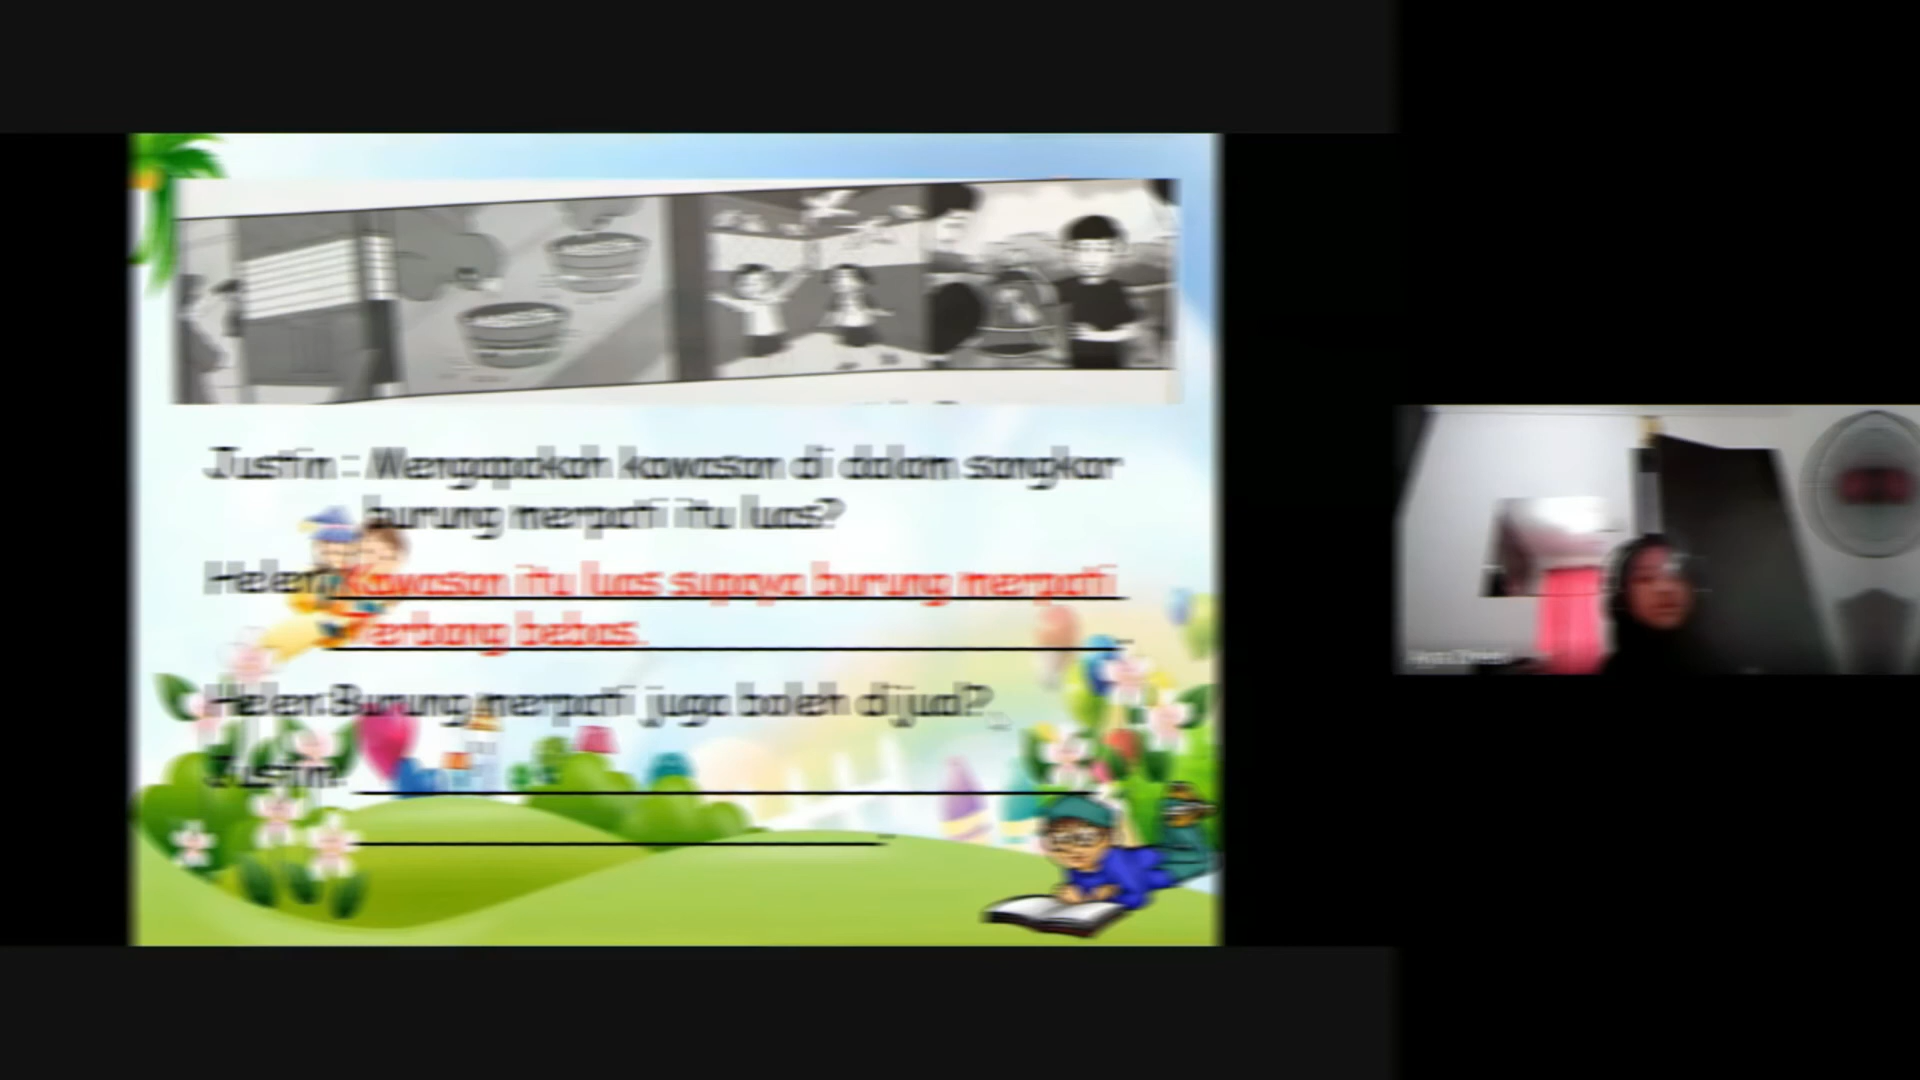 Justin : Mengapakah kawasan di dalam sangkar
burung merpati itu luas?
Helen: Kawasan itu luas supaya burung merpati
Terbang bebas.
Helen:Burung merpati juga boleh dijual?
Justin: